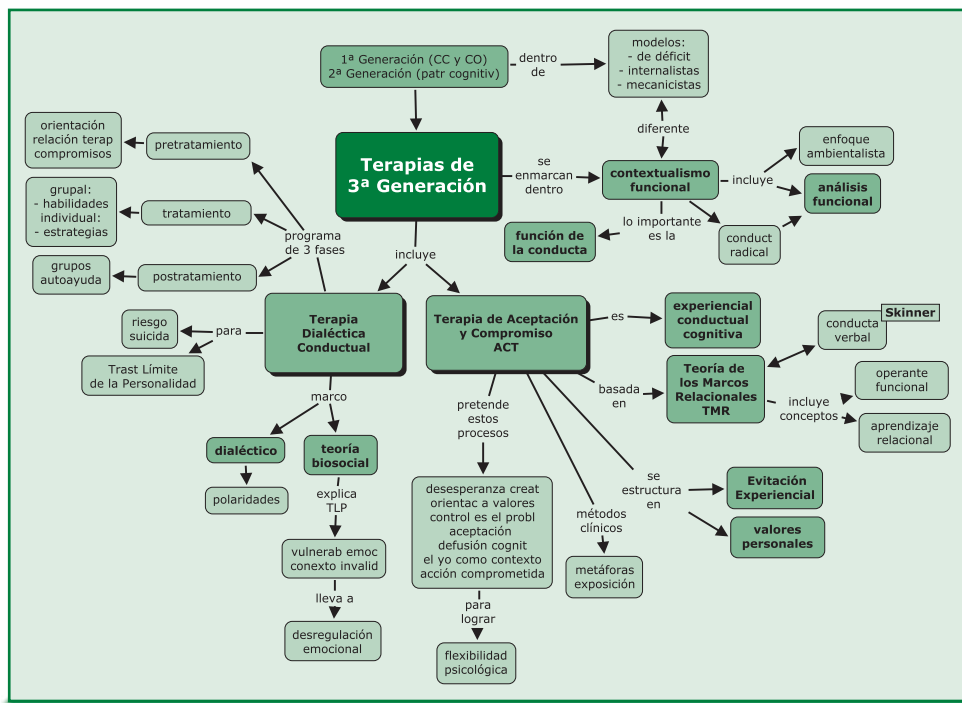 1ª Generación (CC y CO)
2ª Generación (patr cognitiv)
dentro
de
modelos:
- de déficit
- internalistas
- mecanicistas
diferente
Terapias de
3ª Generación
se
enmarcan
dentro
contextualismo
funcional
incluye
enfoque
ambientalista
análisis
funcional
conduct
radical
lo importante
es la
función de
la conducta
incluye
orientación
relación terap
compromisos
pretratamiento
grupal:
- habilidades
individual:
- estrategias
tratamiento
programa
de 3 fases
grupos
autoayuda
postratamiento
Terapia
Dialéctica
Conductual
riesgo
suicida
para
Trast Límite
de la Personalidad
marco
dialéctico
polaridades
teoría
biosocial
explica
TLP
vulnerab emoc
conexto invalid
lleva a
desregulación
emocional
Terapia de Aceptación
y Compromiso
ACT
es
experiencial
conductual
cognitiva
basada
en
Teoría de
los Marcos
Relacionales
TMR
Skinner
conducta
verbal
incluye
conceptos
operante
funcional
aprendizaje
relacional
pretende
estos
procesos
desesperanza creat
orientac a valores
control es el probl
aceptación
defusión cognit
el yo como contexto
acción comprometida
para
lograr
flexibilidad
psicológica
métodos
clínicos
metáforas
exposición
se
estructura
en
Evitación
Experiencial
valores
personales